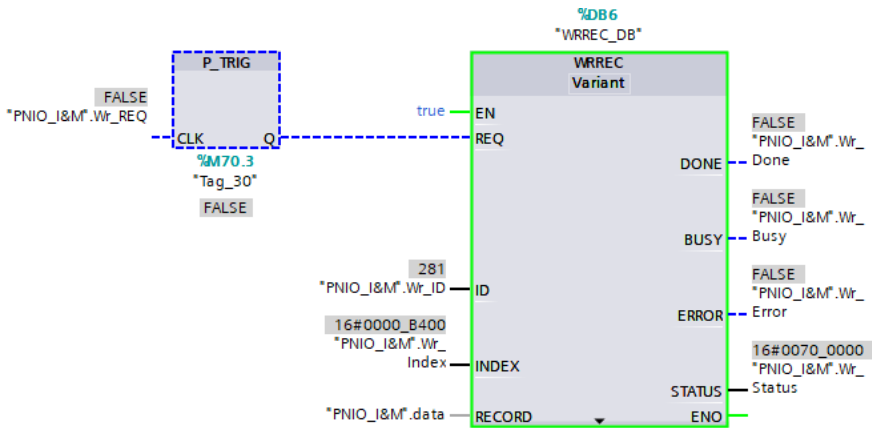 %DB6
"WRREC_DB"
P_TRIG
WRREC
Variant
FALSE
"PNIO_I&M".Wr_REQ
true
EN
CLK
Q
REQ
%M70.3
"Tag_30"
FALSE
FALSE
"PNIO_I&M".Wr_
DONE
Done
FALSE
"PNIO_I&M".Wr_
BUSY
Busy
281
"PNIO_I&M".Wr_ID
ID
FALSE
"PNIO_I&M".Wr_
ERROR
Error
16#0000_B400
"PNIO_I&M".Wr_
Index
INDEX
16#0070_0000
"PNIO_I&M".Wr_
STATUS
Status
"PNIO_I&M".data
RECORD
ENO